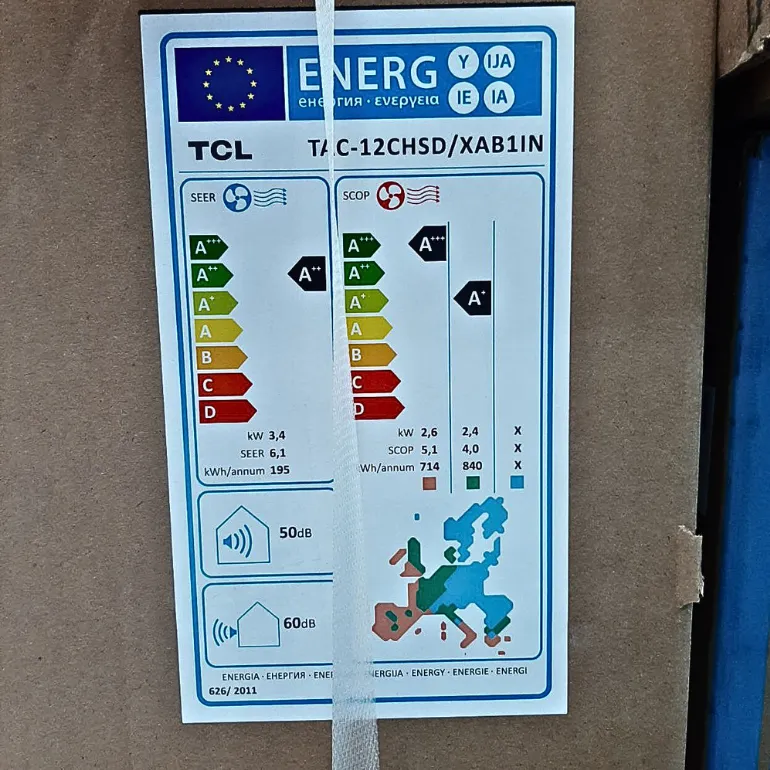 ENERG Y IJA
енергия · ενεργεια IE IA
TCL TAC-12CHSD/XAB1IN
SEER
A+++
A++
A+
A
B
C
D
A++
kW 3,4
SEER 6,1
kWh/annum 195
SCOP
A+++
A++
A+
A
B
C
D
A+++
A+
kW 2,6 2,4 X
SCOP 5,1 4,0 X
Wh/annum 714 840 X
50dB
60dB
ENERGIA · ЕНЕРГИЯ · ENERGIJA · ENERGY · ENERGIE · ENERGI
626/ 2011